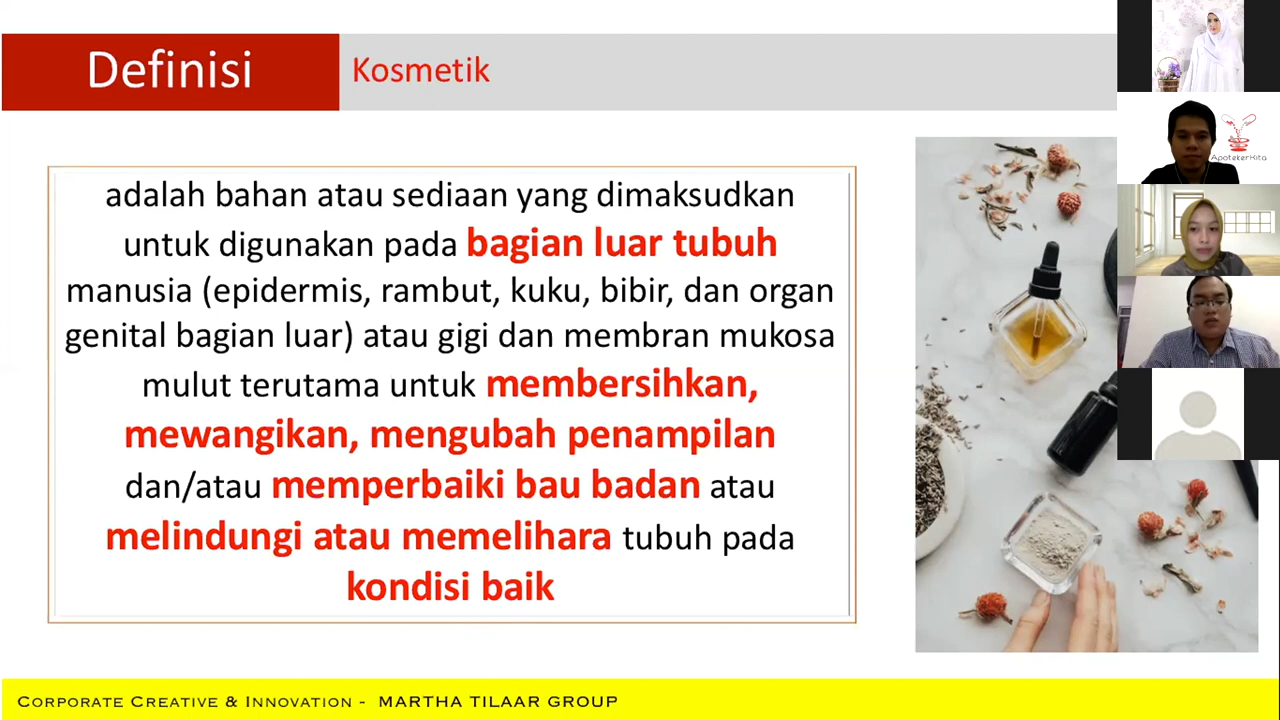 Definisi
Kosmetik
adalah bahan atau sediaan yang dimaksudkan
untuk digunakan pada bagian luar tubuh
manusia (epidermis, rambut, kuku, bibir, dan organ
genital bagian luar) atau gigi dan membran mukosa
mulut terutama untuk membersihkan,
mewangikan, mengubah penampilan
dan/atau memperbaiki bau badan atau
melindungi atau memelihara tubuh pada
kondisi baik
ApotekerKita
CORPORATE CREATIVE & INNOVATION - MARTHA TILAAR GROUP